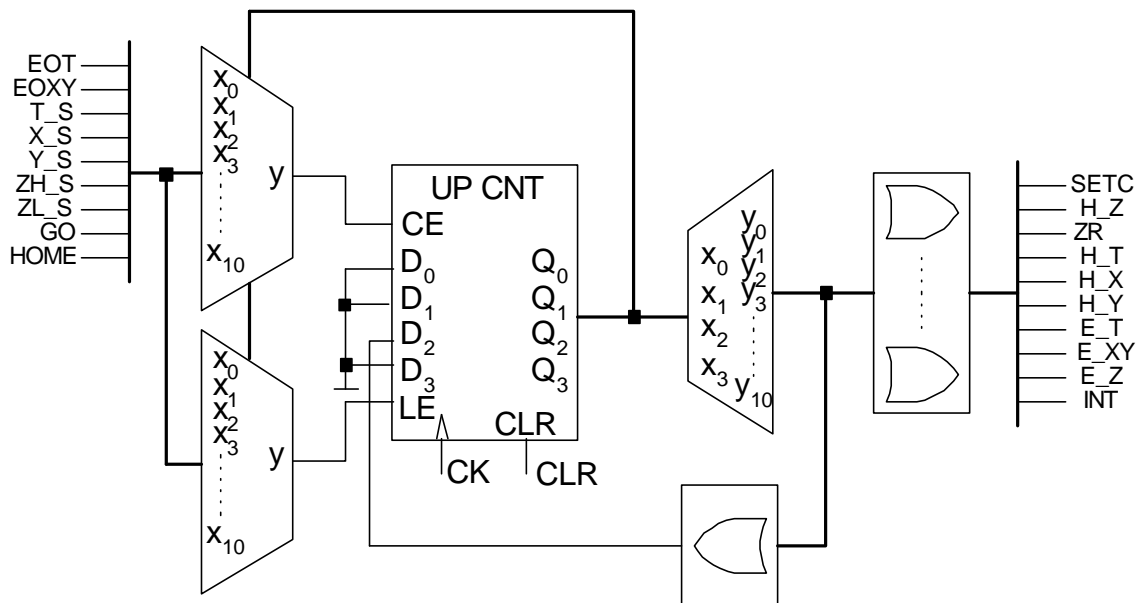 EOT
EOXY
T_S
X_S
Y_S
ZH_S
ZL_S
GO
HOME
x0
x1
x2
x3
x10
y
x0
x1
x2
x3
x10
y
UP CNT
CE
D0
D1
D2
D3
LE
Q0
Q1
Q2
Q3
CLR
CK
CLR
x0
x1
x2
x3
y0
y1
y2
y3
y10
SETC
H_Z
ZR
H_T
H_X
H_Y
E_T
E_XY
E_Z
INT